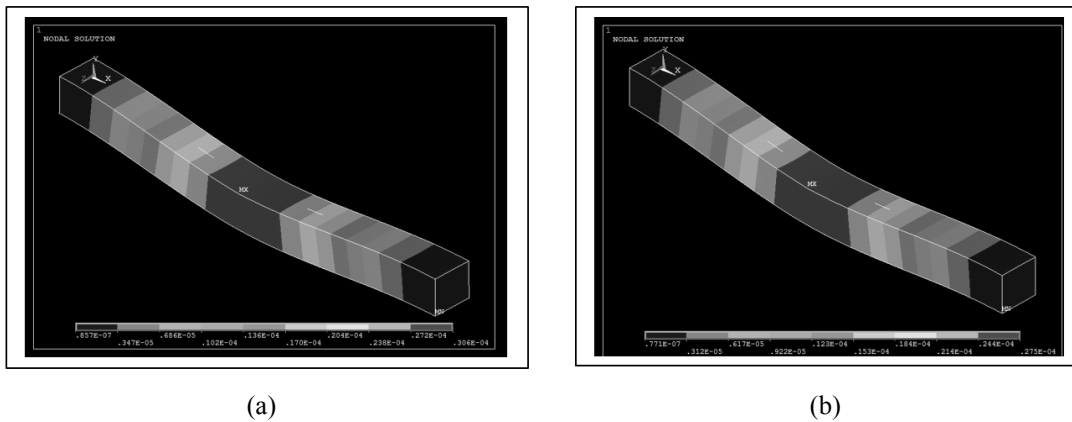 1
NODAL SOLUTION
Y
Z X
MX
MN
.857E-07 .686E-05 .136E-04 .204E-04 .272E-04
.347E-05 .102E-04 .170E-04 .238E-04 .306E-04
(a)
1
NODAL SOLUTION
Y
Z X
MX
MN
.771E-07 .617E-05 .123E-04 .184E-04 .244E-04
.312E-05 .922E-05 .153E-04 .214E-04 .275E-04
(b)